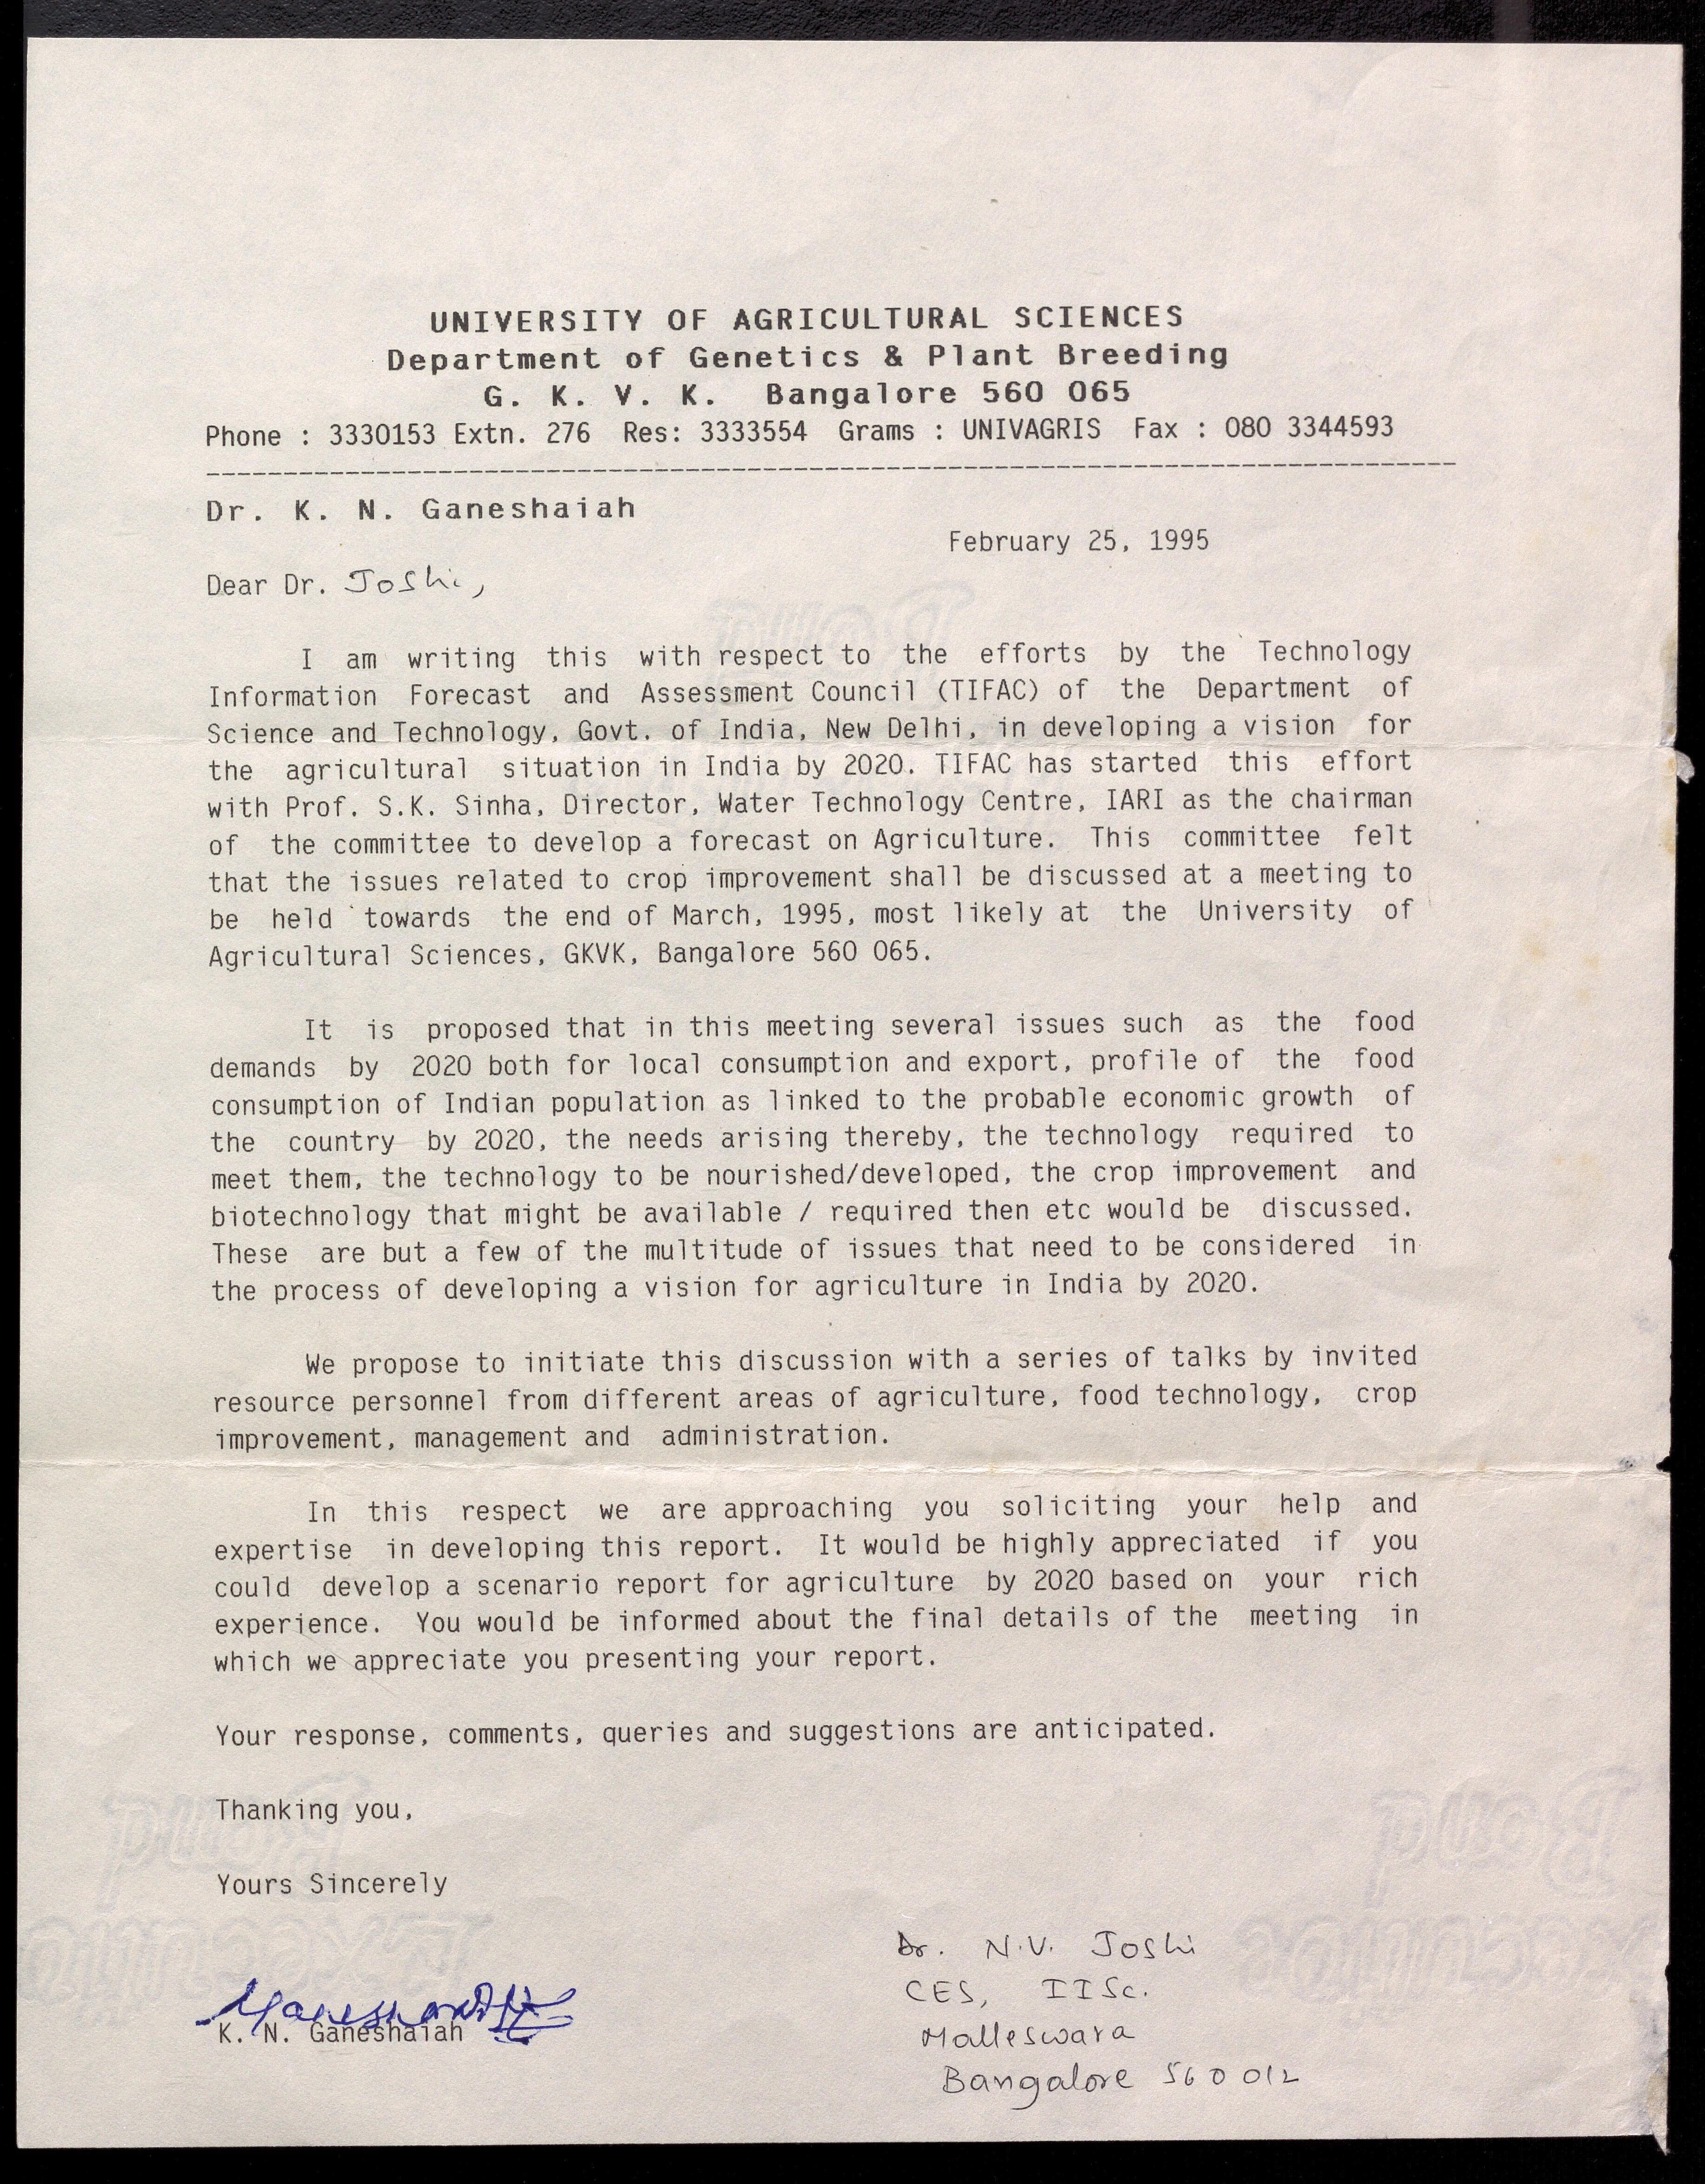 UNIVERSITY OF AGRICULTURAL SCIENCES
Department of Genetics & Plant Breeding
G. K. V. K. Bangalore 560 065
Phone : 3330153 Extn. 276 Res: 3333554 Grams : UNIVAGRIS Fax : 080 3344593
Dr. K. N. Ganeshaiah
February 25, 1995
Dear Dr. Joshi,
I am writing this with respect to the efforts by the Technology
Information Forecast and Assessment Council (TIFAC) of the Department of
Science and Technology, Govt. of India, New Delhi, in developing a vision for
the agricultural situation in India by 2020. TIFAC has started this effort
with Prof. S.K. Sinha, Director, Water Technology Centre, IARI as the chairman
of the committee to develop a forecast on Agriculture. This committee felt
that the issues related to crop improvement shall be discussed at a meeting to
be held towards the end of March, 1995, most likely at the University of
Agricultural Sciences, GKVK, Bangalore 560 065.
It is proposed that in this meeting several issues such as the food
demands by 2020 both for local consumption and export, profile of the food
consumption of Indian population as linked to the probable economic growth of
the country by 2020, the needs arising thereby, the technology required to
meet them, the technology to be nourished/developed, the crop improvement and
biotechnology that might be available / required then etc would be discussed.
These are but a few of the multitude of issues that need to be considered in
the process of developing a vision for agriculture in India by 2020.
We propose to initiate this discussion with a series of talks by invited
resource personnel from different areas of agriculture, food technology, crop
improvement, management and administration.
In this respect we are approaching you soliciting your help and
expertise in developing this report. It would be highly appreciated if you
could develop a scenario report for agriculture by 2020 based on your rich
experience. You would be informed about the final details of the meeting in
which we appreciate you presenting your report.
Your response, comments, queries and suggestions are anticipated.
Thanking you,
Yours Sincerely
K. N. Ganeshaiah
Dr. N.V. Joshi
CES, IISc.
Malleswara
Bangalore 560 012